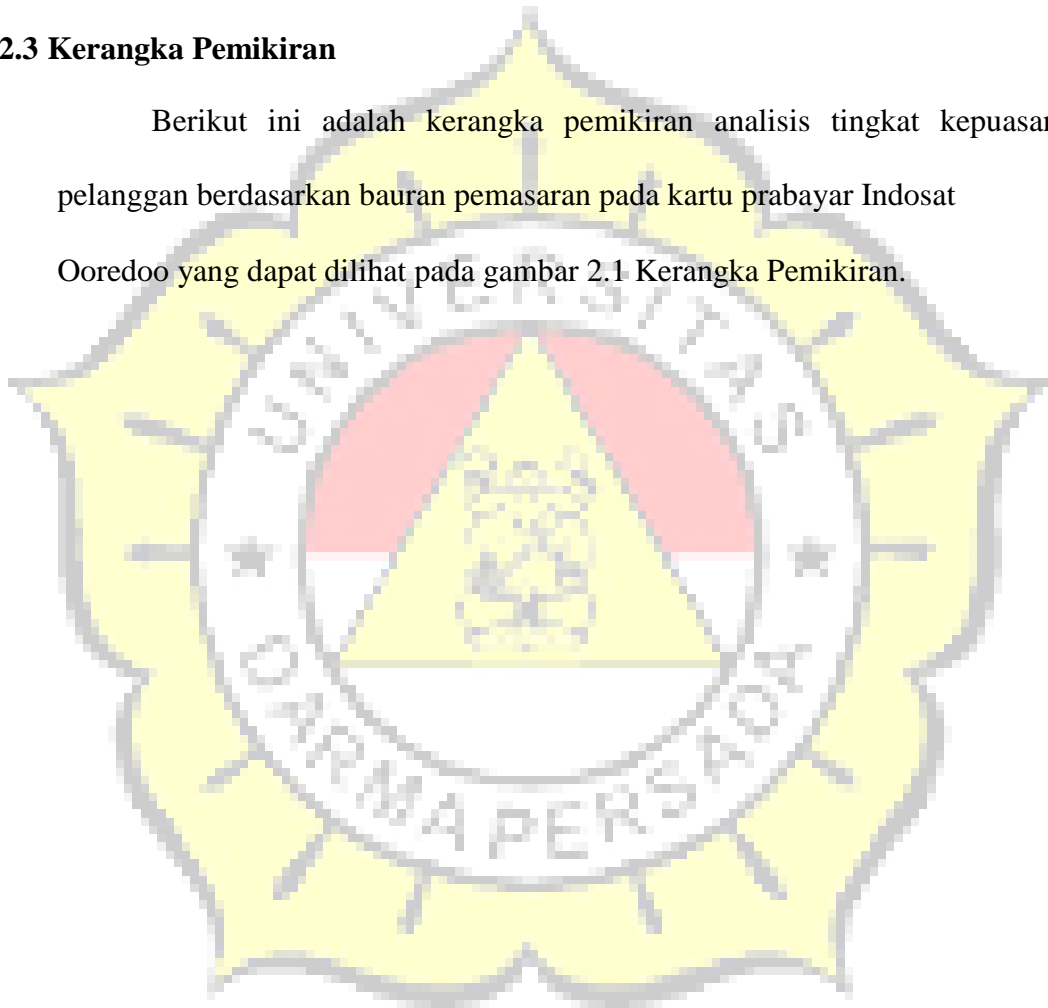 2.3 Kerangka Pemikiran
Berikut ini adalah kerangka pemikiran analisis tingkat kepuasan
pelanggan berdasarkan bauran pemasaran pada kartu prabayar Indosat
Ooredoo yang dapat dilihat pada gambar 2.1 Kerangka Pemikiran.
UNIVERSITAS
DARMA PERSADA